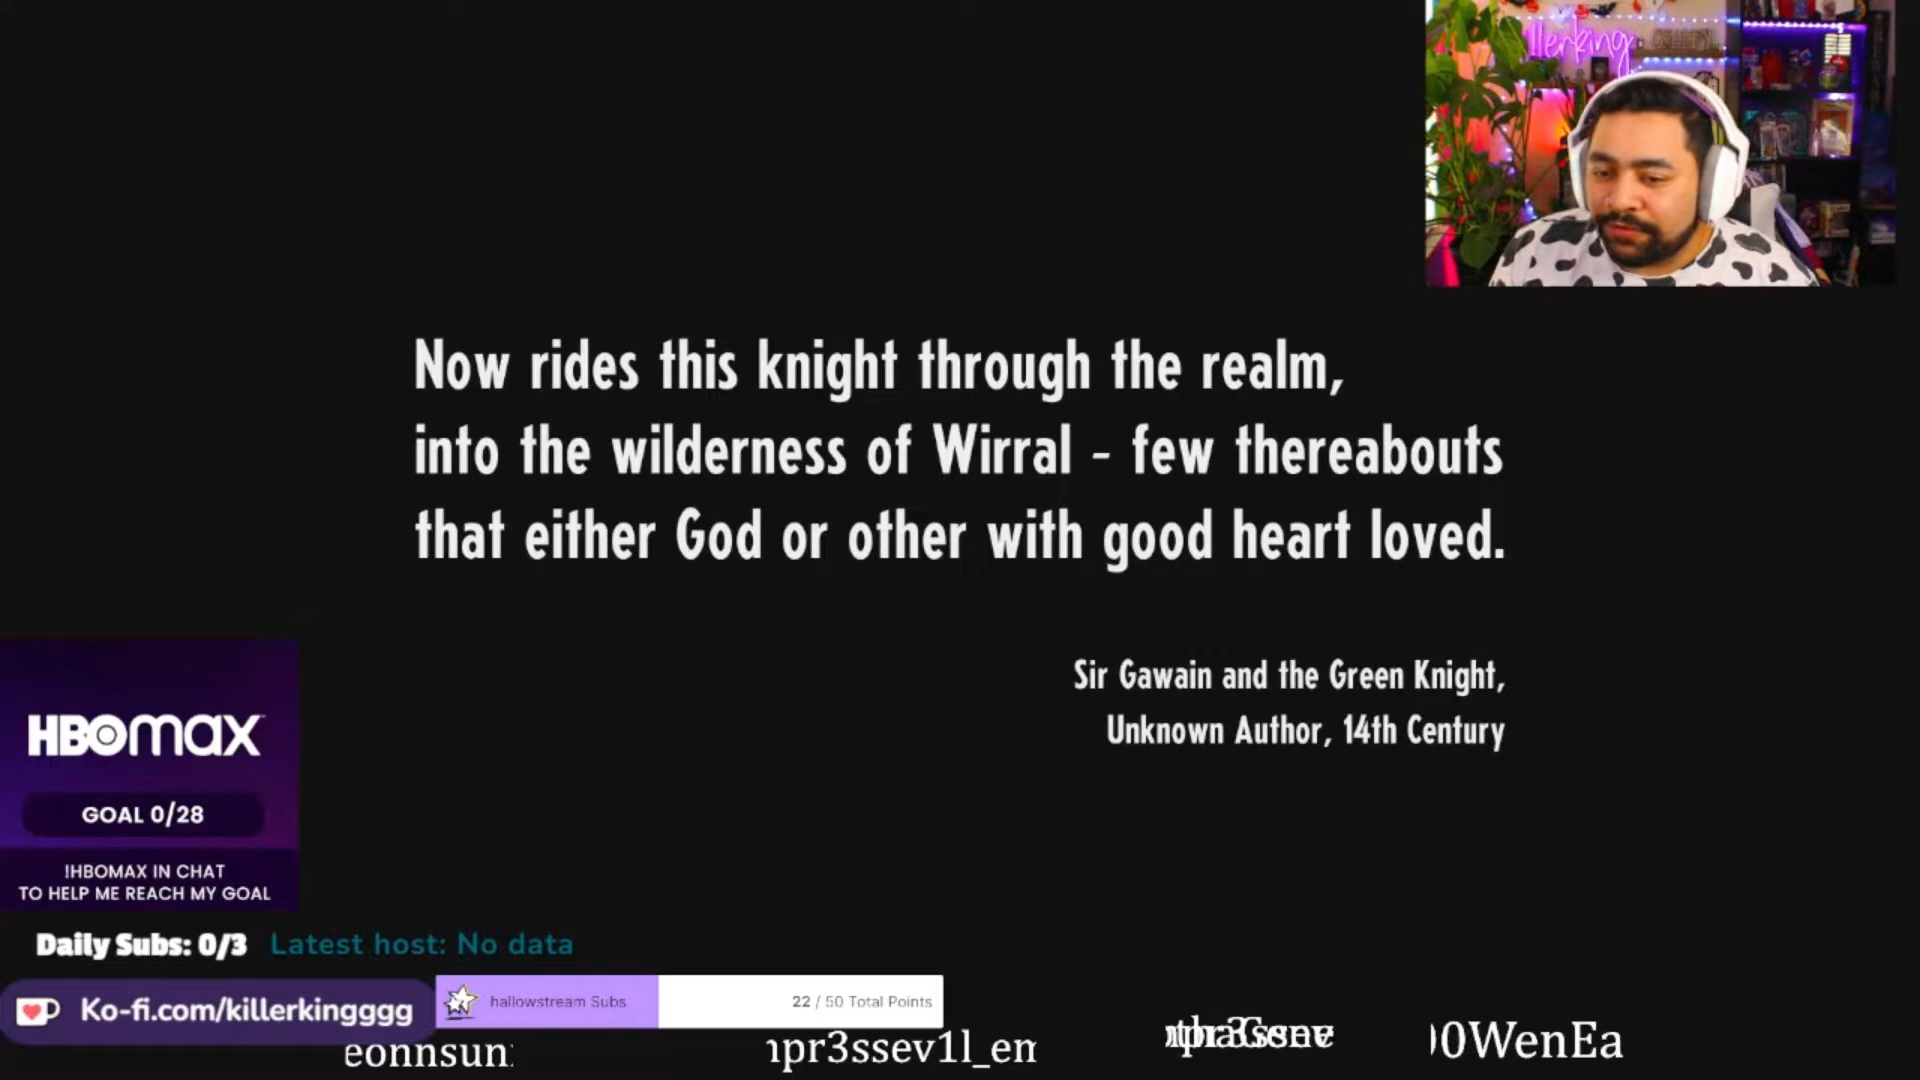 Now rides this knight through the realm,
into the wilderness of Wirral - few thereabouts
that either God or other with good heart loved.
Sir Gawain and the Green Knight,
Unknown Author, 14th Century
HBOMAX
GOAL 0/28
!HBOMAX IN CHAT
TO HELP ME REACH MY GOAL
Daily Subs: 0/3 Latest host: No data
Ko-fi.com/killerkingggg
hallowstream Subs 22 / 50 Total Points